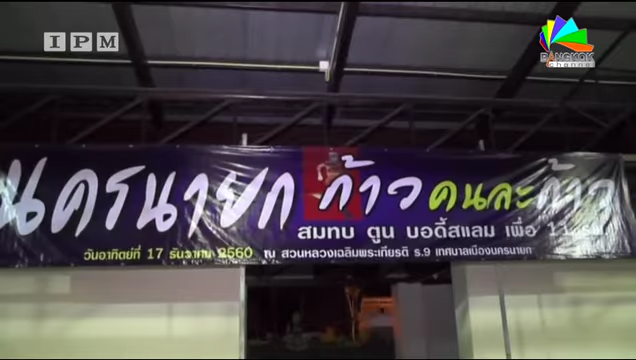 IPM
BANGKOK
channel
นครนายก ก้าวคนละก้าว
สมทบ ตูน บอดี้สแลม เพื่อ 11
วันอาทิตย์ที่ 17 ธันวาคม 2560 ณ สวนหลวงเฉลิมพระเกียรติ ร.9 เทศบาลเมืองนครนายก